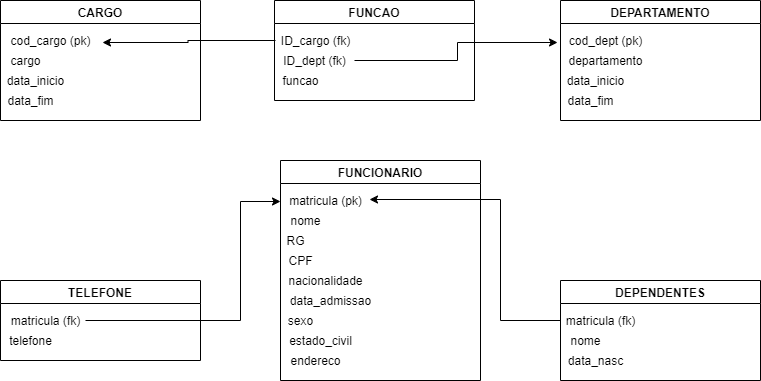 CARGO
cod_cargo (pk)
cargo
data_inicio
data_fim
FUNCAO
ID_cargo (fk)
ID_dept (fk)
funcao
DEPARTAMENTO
cod_dept (pk)
departamento
data_inicio
data_fim
FUNCIONARIO
matricula (pk)
nome
RG
CPF
nacionalidade
data_admissao
sexo
estado_civil
endereco
TELEFONE
matricula (fk)
telefone
DEPENDENTES
matricula (fk)
nome
data_nasc